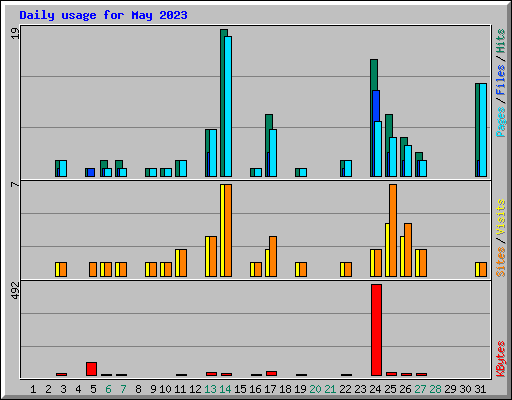 Daily usage for May 2023
19
Pages / Files / Hits
7
Sites / Visits
492
KBytes
1 2 3 4 5 6 7 8 9 10 11 12 13 14 15 16 17 18 19 20 21 22 23 24 25 26 27 28 29 30 31